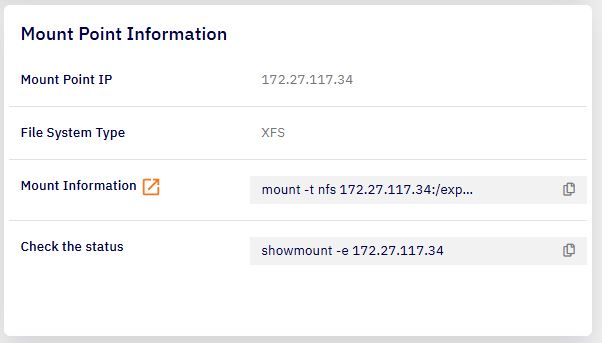 Mount Point Information
Mount Point IP 172.27.117.34
File System Type XFS
Mount Information mount -t nfs 172.27.117.34:/exp...
Check the status showmount -e 172.27.117.34